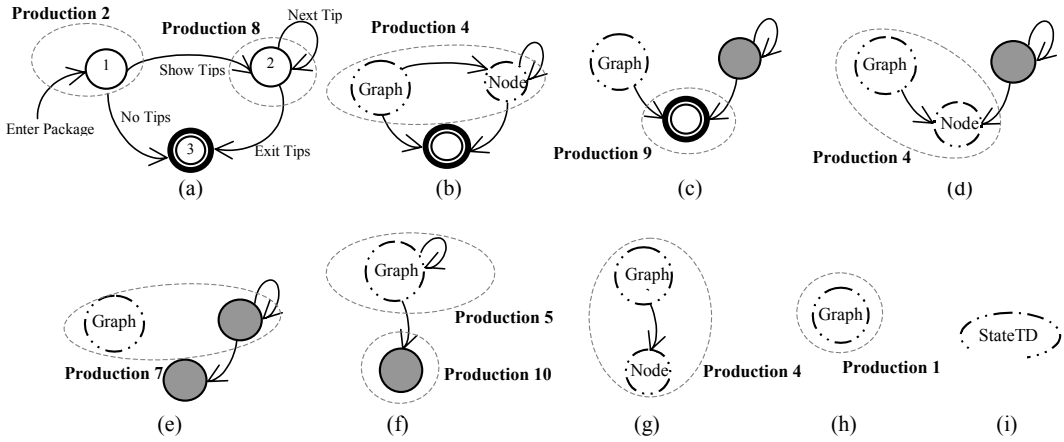 Production 2
Production 8
Next Tip
1
2
Show Tips
Enter Package
No Tips
3
Exit Tips
(a)
Production 4
Graph
Node
(b)
Graph
Production 9
(c)
Graph
Node
Production 4
(d)
Graph
Production 7
(e)
Graph
Production 5
Production 10
(f)
Graph
Node
Production 4
(g)
Graph
Production 1
(h)
StateTD
(i)